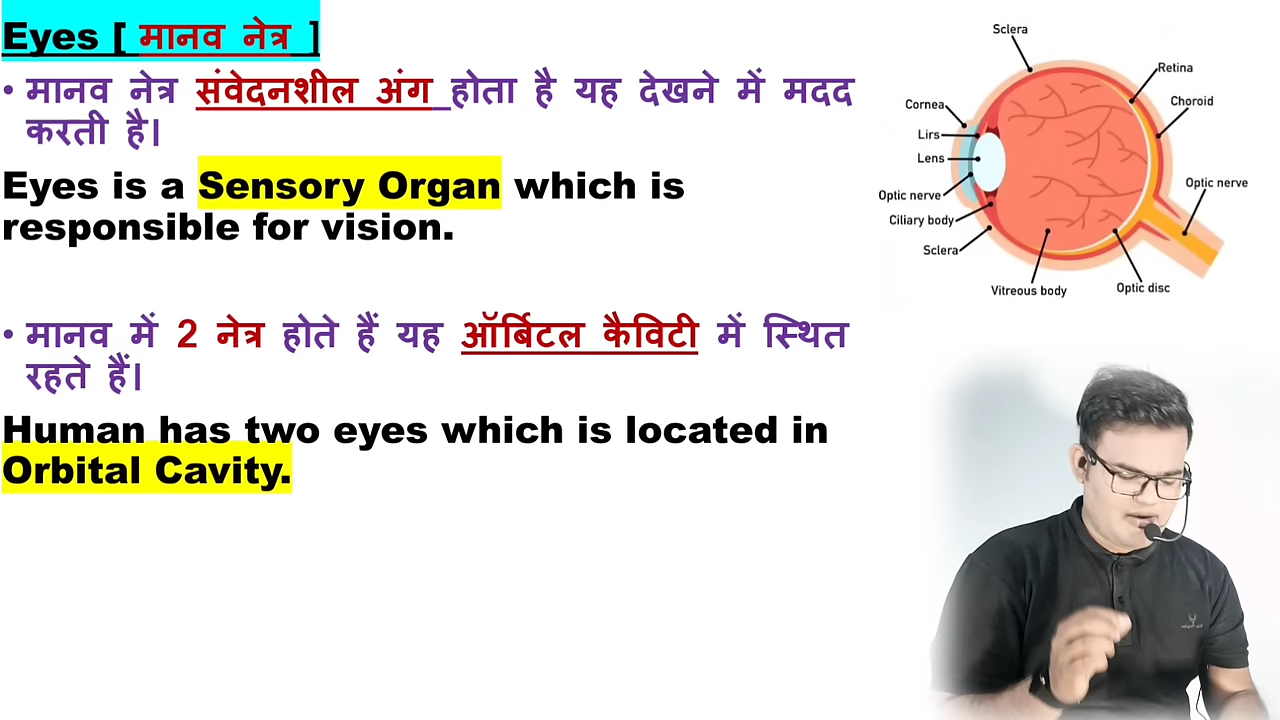 Eyes [ मानव नेत्र ]
• मानव नेत्र संवेदनशील अंग होता है यह देखने में मदद
करती है।
Eyes is a Sensory Organ which is
responsible for vision.
• मानव में 2 नेत्र होते हैं यह ऑर्बिटल कैविटी में स्थित
रहते हैं।
Human has two eyes which is located in
Orbital Cavity.
Sclera
Retina
Choroid
Cornea
Lirs
Lens
Optic nerve
Optic nerve
Ciliary body
Sclera
Vitreous body
Optic disc